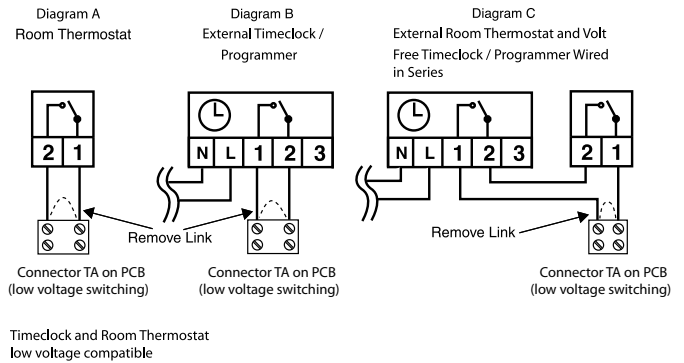 Diagram A
Room Thermostat
Diagram B
External Timeclock /
Programmer
Diagram C
External Room Thermostat and Volt
Free Timeclock / Programmer Wired
in Series
2 1
N L 1 2 3
N L 1 2 3
2 1
Remove Link
Remove Link
Connector TA on PCB
(low voltage switching)
Connector TA on PCB
(low voltage switching)
Connector TA on PCB
(low voltage switching)
Timeclock and Room Thermostat
low voltage compatible